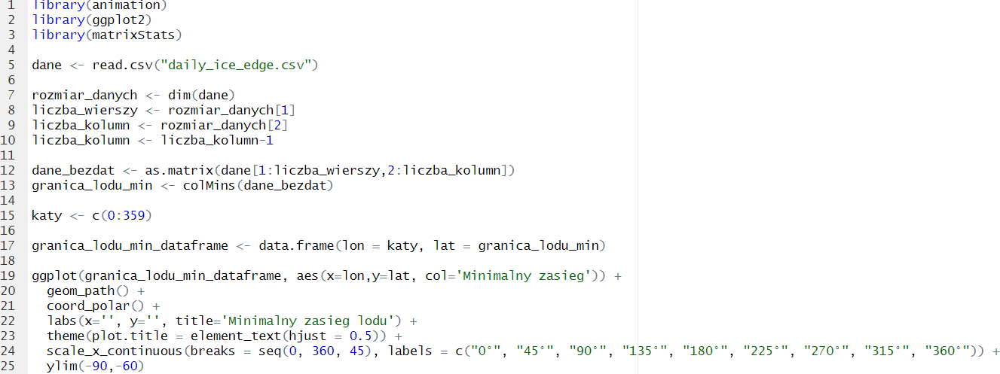 1 library(animation)
2 library(ggplot2)
3 library(matrixStats)
4
5 dane <- read.csv("daily_ice_edge.csv")
6
7 rozmiar_danych <- dim(dane)
8 liczba_wierszy <- rozmiar_danych[1]
9 liczba_kolumn <- rozmiar_danych[2]
10 liczba_kolumn <- liczba_kolumn-1
11
12 dane_bezdat <- as.matrix(dane[1:liczba_wierszy,2:liczba_kolumn])
13 granica_lodu_min <- colMins(dane_bezdat)
14
15 katy <- c(0:359)
16
17 granica_lodu_min_dataframe <- data.frame(lon = katy, lat = granica_lodu_min)
18
19 ggplot(granica_lodu_min_dataframe, aes(x=lon,y=lat, col='Minimalny zasieg')) +
20   geom_path() +
21   coord_polar() +
22   labs(x='', y='', title='Minimalny zasieg lodu') +
23   theme(plot.title = element_text(hjust = 0.5)) +
24   scale_x_continuous(breaks = seq(0, 360, 45), labels = c("0°", "45°", "90°", "135°", "180°", "225°", "270°", "315°", "360°")) +
25   ylim(-90,-60)